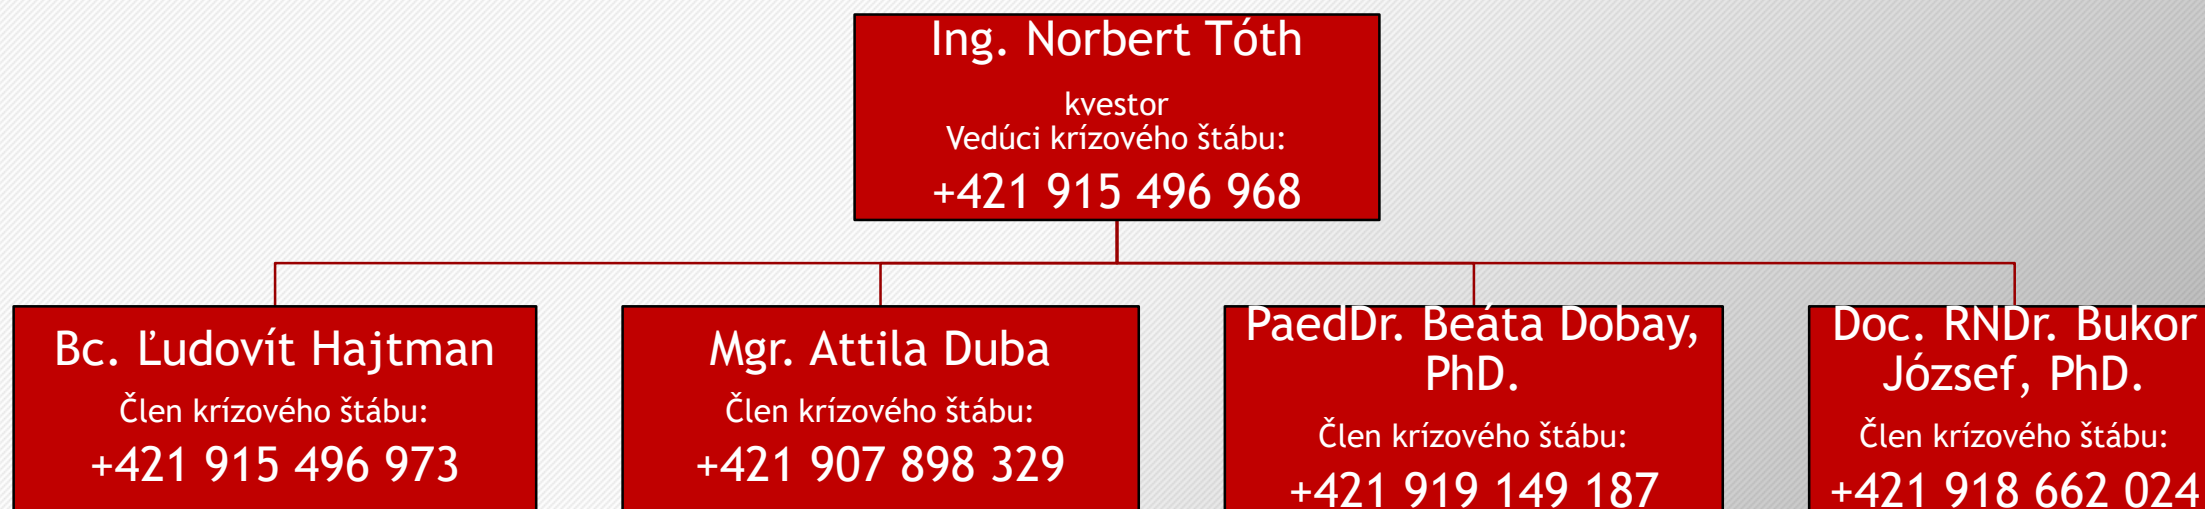 Ing. Norbert Tóth
kvestor
Vedúci krízového štábu:
+421 915 496 968
Bc. Ľudovít Hajtman
Člen krízového štábu:
+421 915 496 973
Mgr. Attila Duba
Člen krízového štábu:
+421 907 898 329
PaedDr. Beáta Dobay,
PhD.
Člen krízového štábu:
+421 919 149 187
Doc. RNDr. Bukor
József, PhD.
Člen krízového štábu:
+421 918 662 024